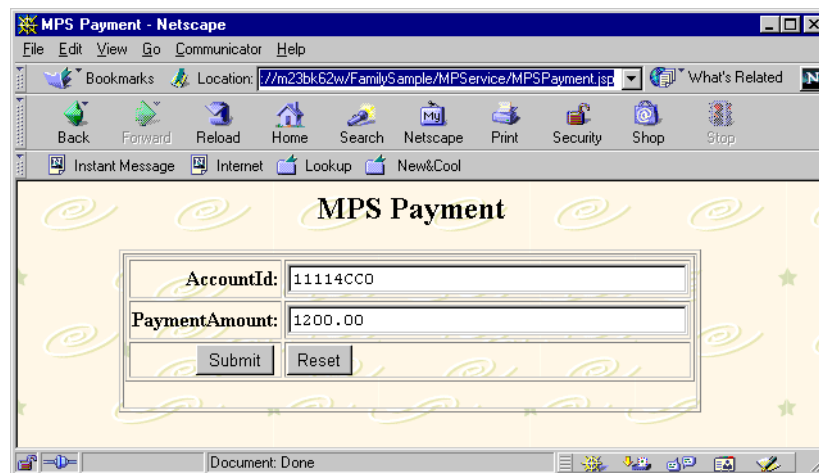 MPS Payment - Netscape
File Edit View Go Communicator Help
Bookmarks Location: ://m23bk62w/FamilySample/MPService/MPSPayment.jsp What's Related
Back Forward Reload Home Search Netscape Print Security Shop Stop
Instant Message Internet Lookup New&Cool
MPS Payment
AccountId: 11114CCO
PaymentAmount: 1200.00
Submit Reset
Document: Done